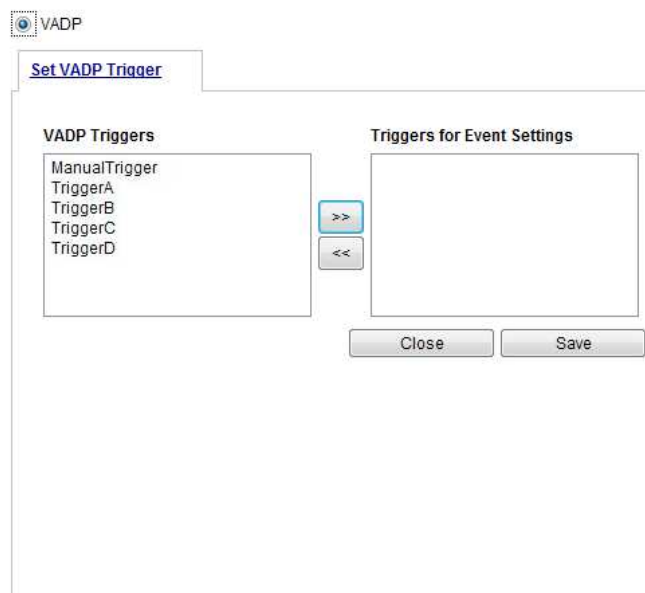 VADP
Set VADP Trigger
VADP Triggers
Triggers for Event Settings
ManualTrigger
TriggerA
TriggerB
TriggerC
TriggerD
>>
<<
Close
Save